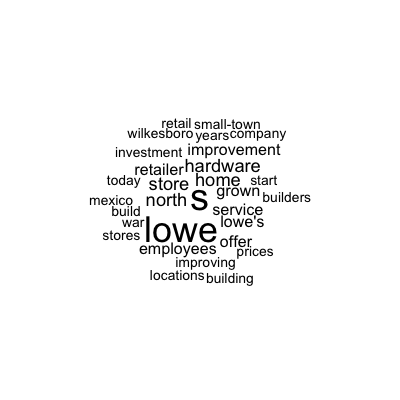 retail small-town
wilkesboro years company
investment improvement
retailer hardware
today store home start
mexico north s grown builders
build service
war lowe lowe's
stores offer
employees prices
improving
locations building